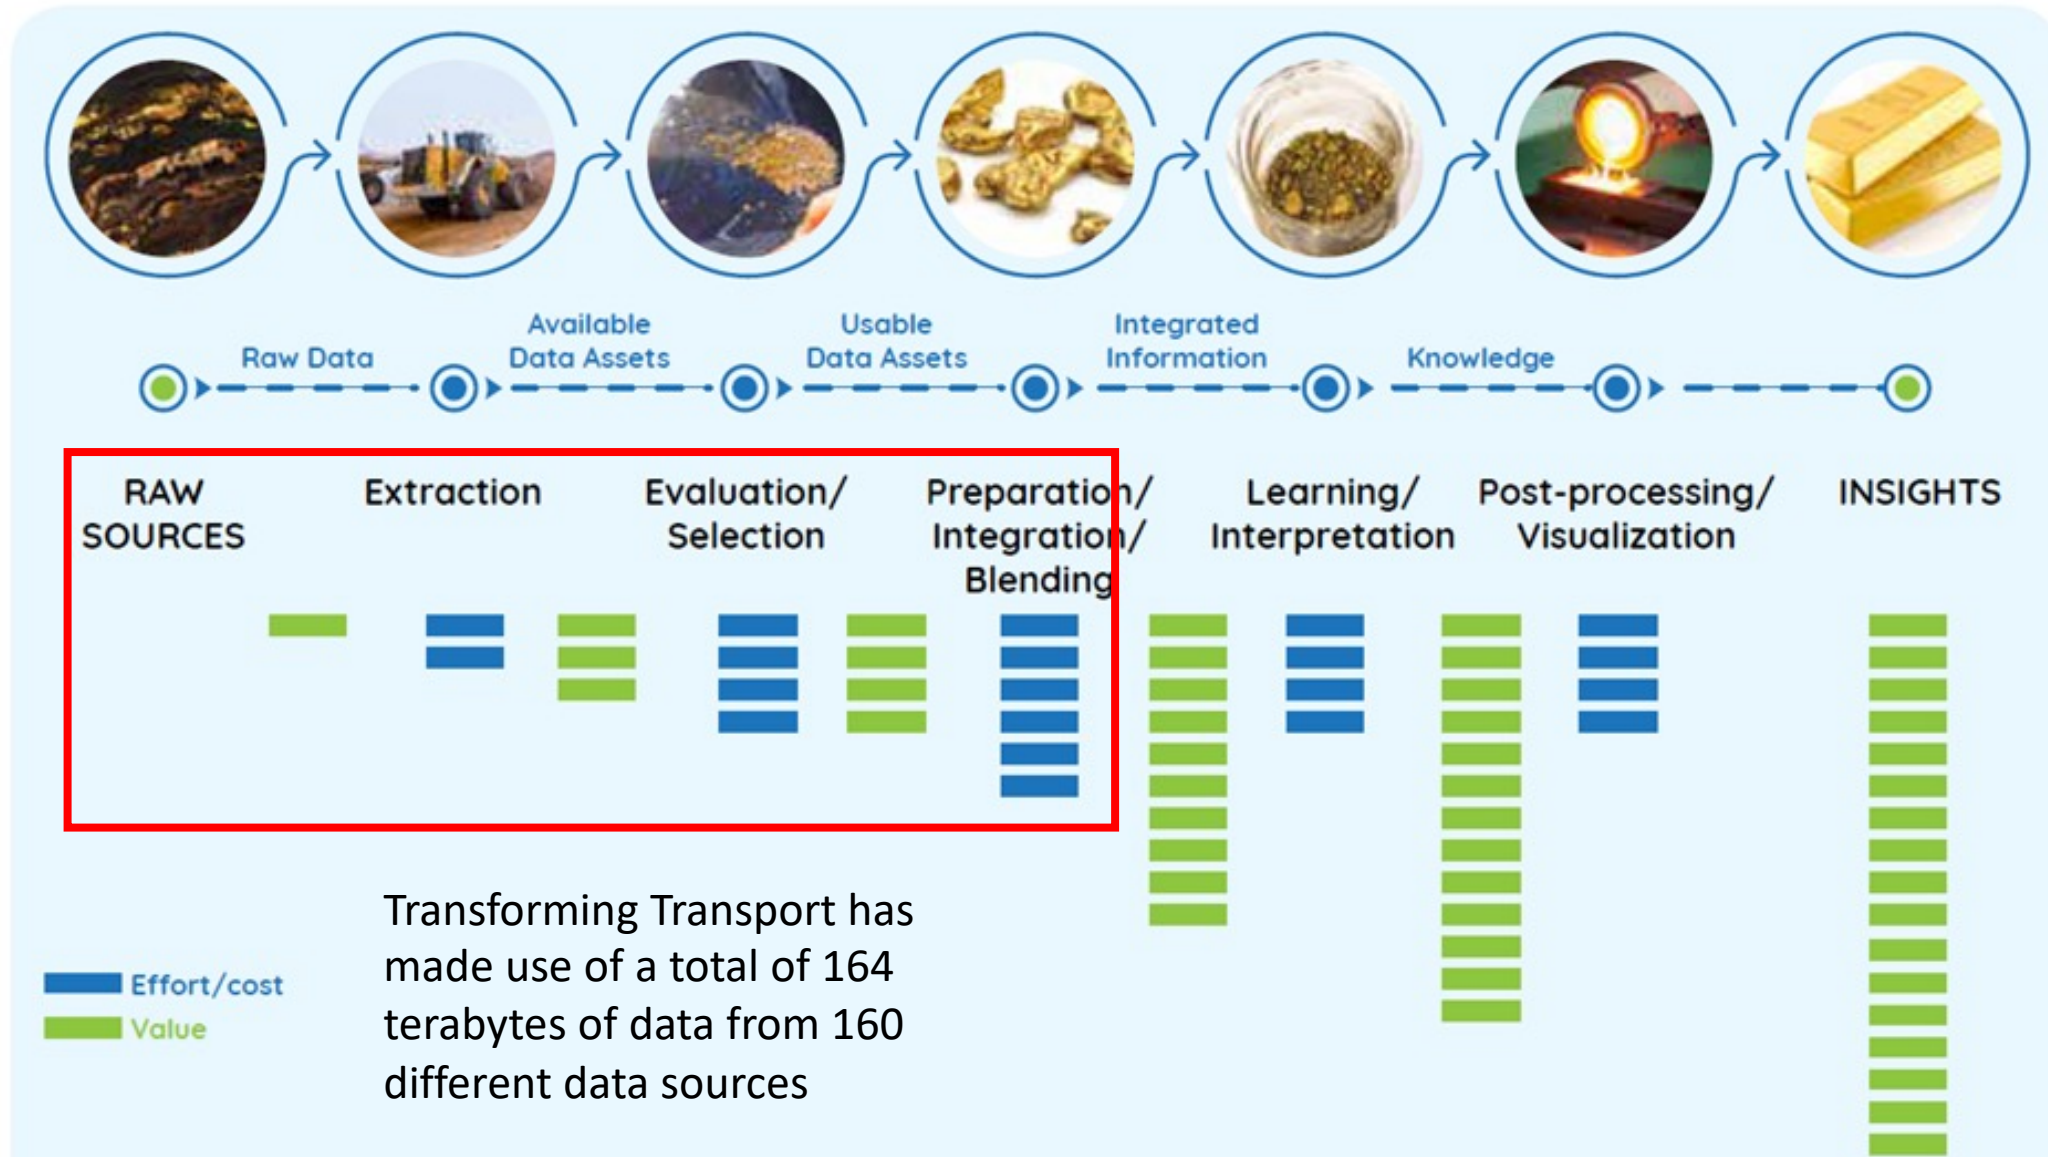 Raw Data
Available
Data Assets
Usable
Data Assets
Integrated
Information
Knowledge
RAW
SOURCES
Extraction
Evaluation/
Selection
Preparation/
Integration/
Blending
Learning/
Interpretation
Post-processing/
Visualization
INSIGHTS
Effort/cost
Value
Transforming Transport has
made use of a total of 164
terabytes of data from 160
different data sources